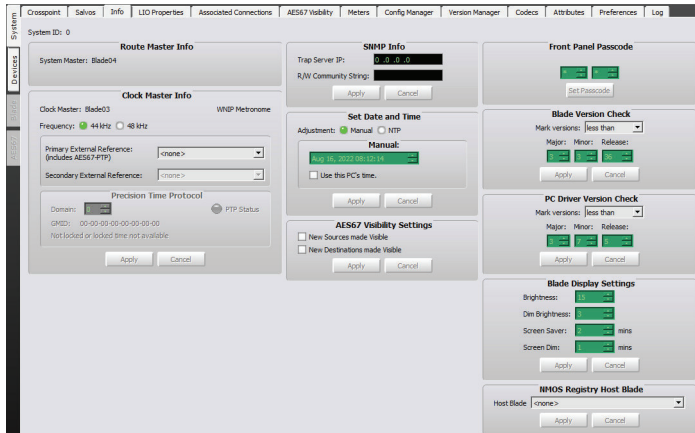 Crosspoint Salvos Info LIO Properties Associated Connections AES67 Visibility Meters Config Manager Version Manager Codecs Attributes Preferences Log
System
Devices
AES67
System ID: 0
Route Master Info
System Master: Blade04
Clock Master Info
Clock Master: Blade03 WNIP Metronome
Frequency: 44 kHz 48 kHz
Primary External Reference: <none>
(includes AES67-PTP)
Secondary External Reference: <none>
Precision Time Protocol
Domain: 0 PTP Status
GMID: 00-00-00-00-00-00-00-00
Not locked or locked time not available
Apply Cancel
SNMP Info
Trap Server IP: 0 .0 .0 .0
R/W Community String:
Apply Cancel
Set Date and Time
Adjustment: Manual NTP
Manual:
Aug 16, 2022 08:12:14
Use this PC's time.
Apply Cancel
AES67 Visibility Settings
New Sources made Visible
New Destinations made Visible
Apply Cancel
Front Panel Passcode
* *
Set Passcode
Blade Version Check
Mark versions: less than
Major: Minor: Release:
3 8 36
Apply Cancel
PC Driver Version Check
Mark versions: less than
Major: Minor: Release:
3 7 5
Apply Cancel
Blade Display Settings
Brightness: 15
Dim Brightness: 3
Screen Saver: 2 mins
Screen Dim: 1 mins
Apply Cancel
NMOS Registry Host Blade
Host Blade <none>
Apply Cancel